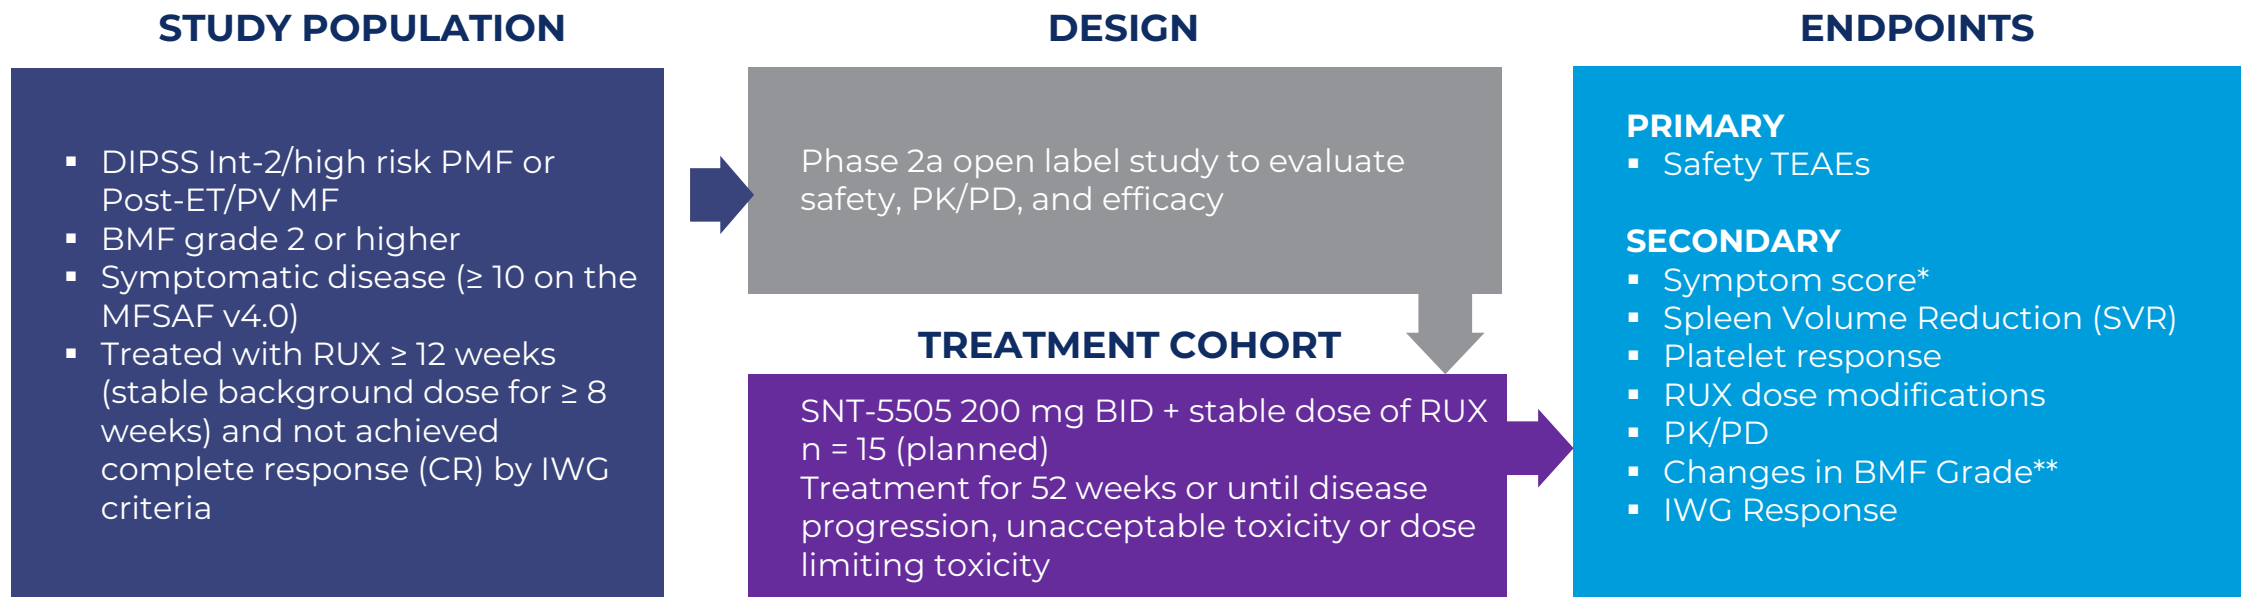 STUDY POPULATION
▪ DIPSS Int-2/high risk PMF or
Post-ET/PV MF
▪ BMF grade 2 or higher
▪ Symptomatic disease (≥ 10 on the
MFSAF v4.0)
▪ Treated with RUX ≥ 12 weeks
(stable background dose for ≥ 8
weeks) and not achieved
complete response (CR) by IWG
criteria
DESIGN
Phase 2a open label study to evaluate
safety, PK/PD, and efficacy
TREATMENT COHORT
SNT-5505 200 mg BID + stable dose of RUX
n = 15 (planned)
Treatment for 52 weeks or until disease
progression, unacceptable toxicity or dose
limiting toxicity
ENDPOINTS
PRIMARY
▪ Safety TEAEs
SECONDARY
▪ Symptom score*
▪ Spleen Volume Reduction (SVR)
▪ Platelet response
▪ RUX dose modifications
▪ PK/PD
▪ Changes in BMF Grade**
▪ IWG Response